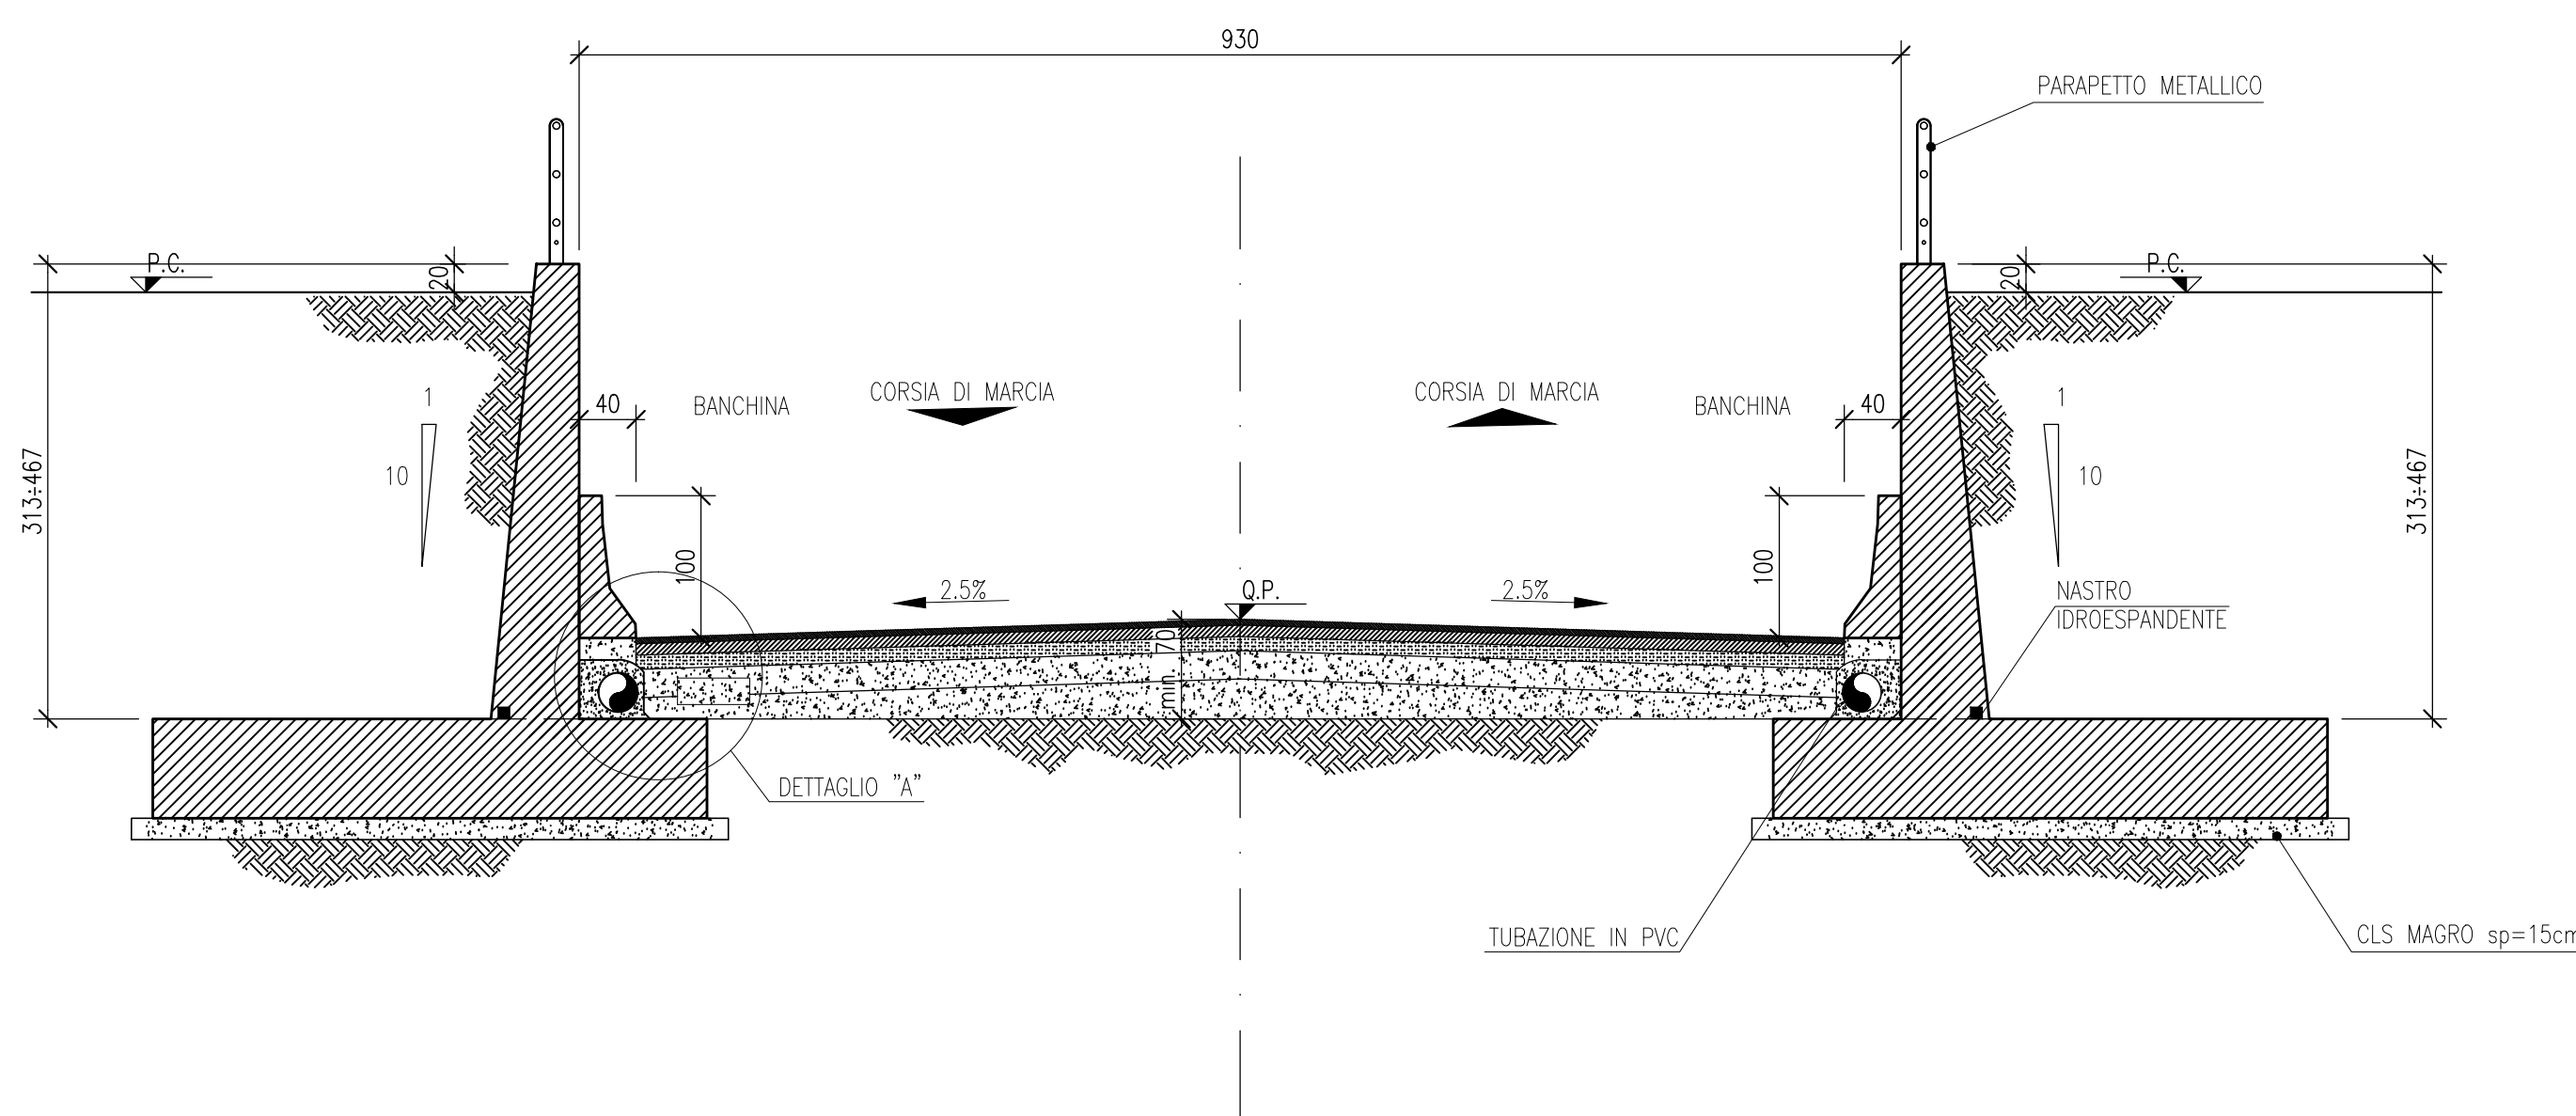 930
PARAPETTO METALLICO
P.C.
20
20
P.C.
1
10
313÷467
40
BANCHINA
CORSIA DI MARCIA
CORSIA DI MARCIA
BANCHINA
40
1
10
313÷467
100
2.5%
Q.P.
2.5%
100
NASTRO
IDROESPANDENTE
min. 70
DETTAGLIO "A"
TUBAZIONE IN PVC
CLS MAGRO sp=15cm